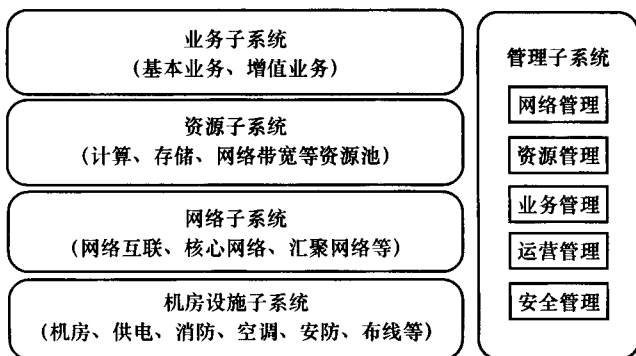 业务子系统
(基本业务、增值业务)
资源子系统
(计算、存储、网络带宽等资源池)
网络子系统
(网络互联、核心网络、汇聚网络等)
机房设施子系统
(机房、供电、消防、空调、安防、布线等)
管理子系统
网络管理
资源管理
业务管理
运营管理
安全管理